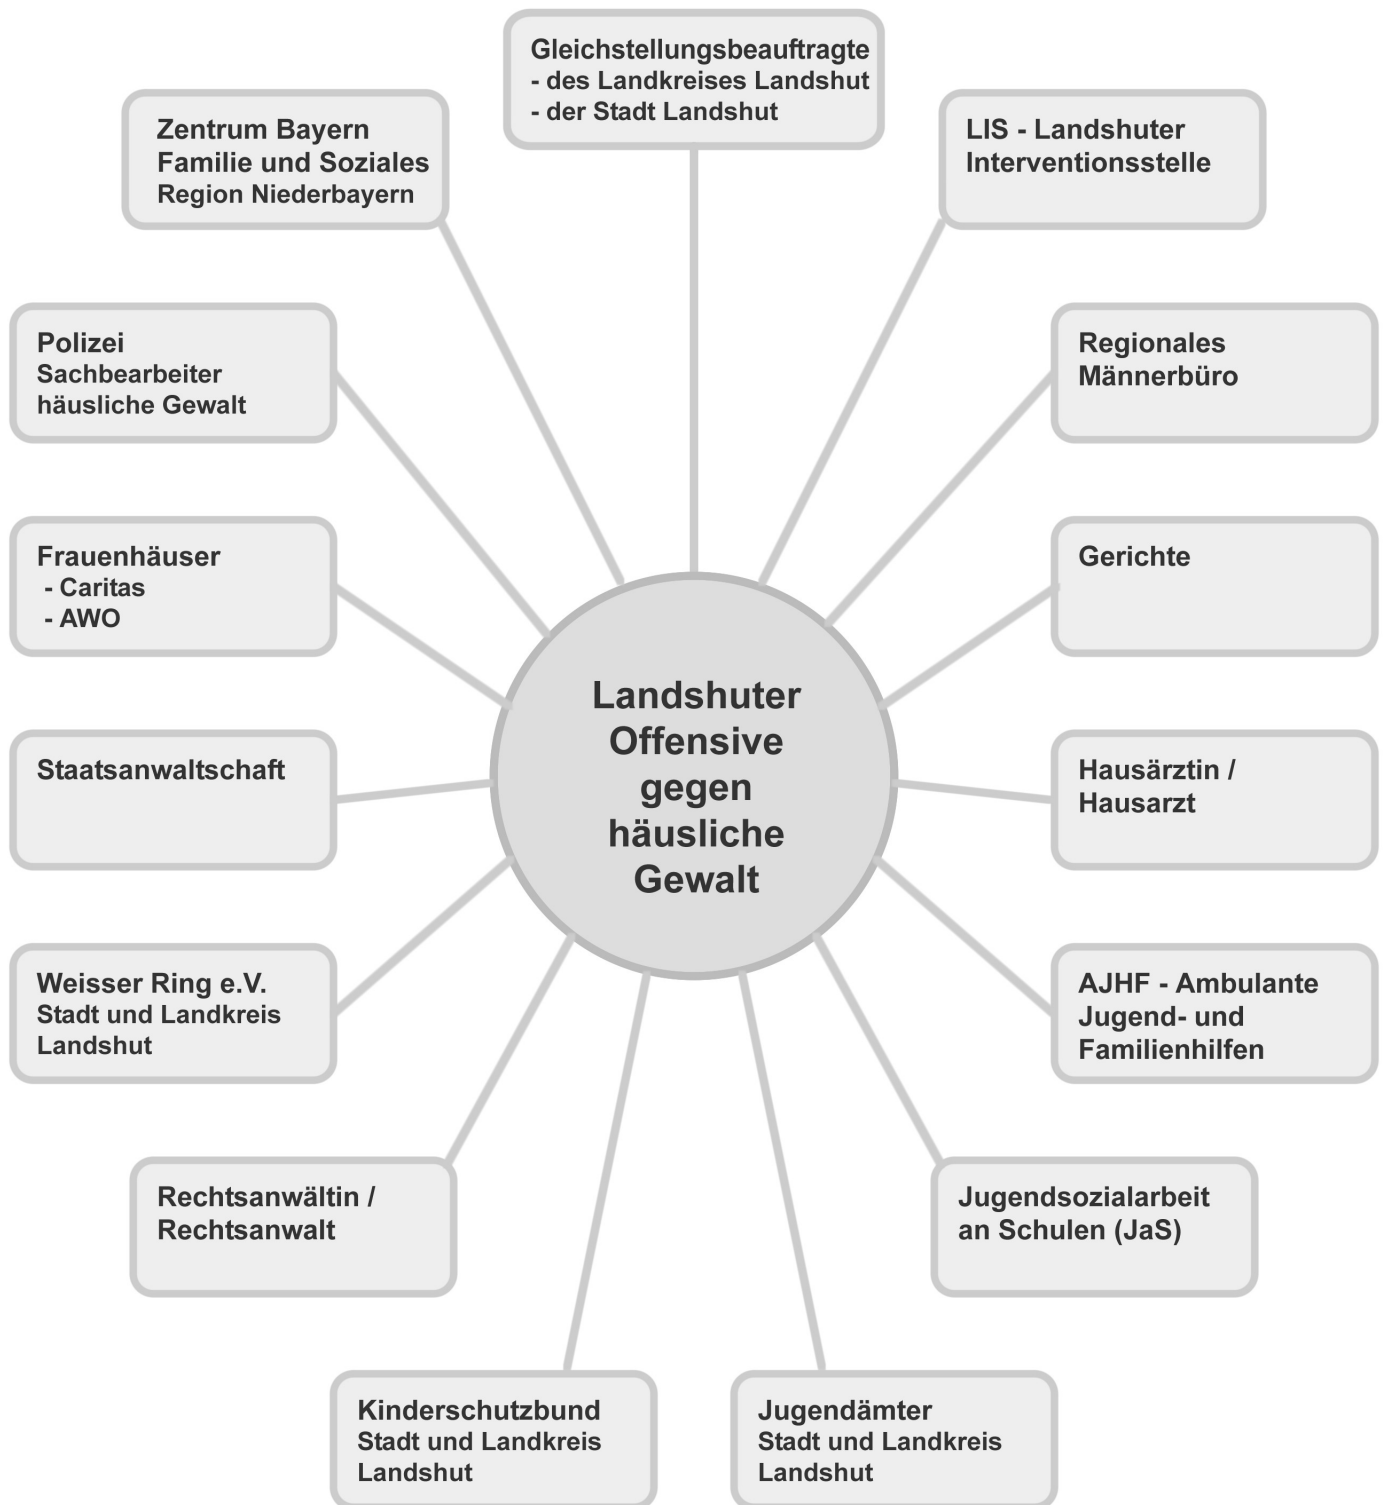 Gleichstellungsbeauftragte
- des Landkreises Landshut
- der Stadt Landshut
Zentrum Bayern
Familie und Soziales
Region Niederbayern
LIS - Landshuter
Interventionsstelle
Polizei
Sachbearbeiter
häusliche Gewalt
Regionales
Männerbüro
Frauenhäuser
- Caritas
- AWO
Gerichte
Landshuter
Offensive
gegen
häusliche
Gewalt
Staatsanwaltschaft
Hausärztin /
Hausarzt
Weisser Ring e.V.
Stadt und Landkreis
Landshut
AJHF - Ambulante
Jugend- und
Familienhilfen
Rechtsanwältin /
Rechtsanwalt
Jugendsozialarbeit
an Schulen (JaS)
Kinderschutzbund
Stadt und Landkreis
Landshut
Jugendämter
Stadt und Landkreis
Landshut